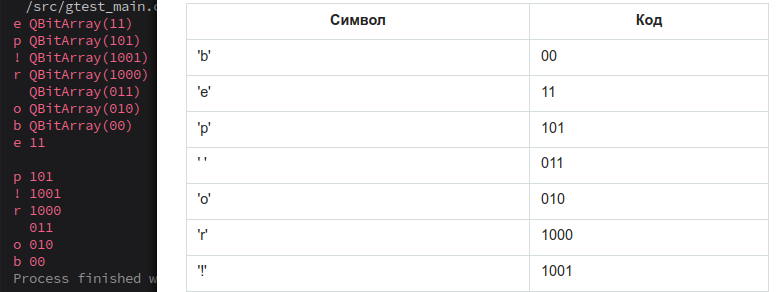 /src/gtest_main.c
e QBitArray(11)
p QBitArray(101)
! QBitArray(1001)
r QBitArray(1000)
  QBitArray(011)
o QBitArray(010)
b QBitArray(00)
e 11
p 101
! 1001
r 1000
  011
o 010
b 00
Process finished w
Символ Код
'b' 00
'e' 11
'p' 101
' ' 011
'o' 010
'r' 1000
'!' 1001